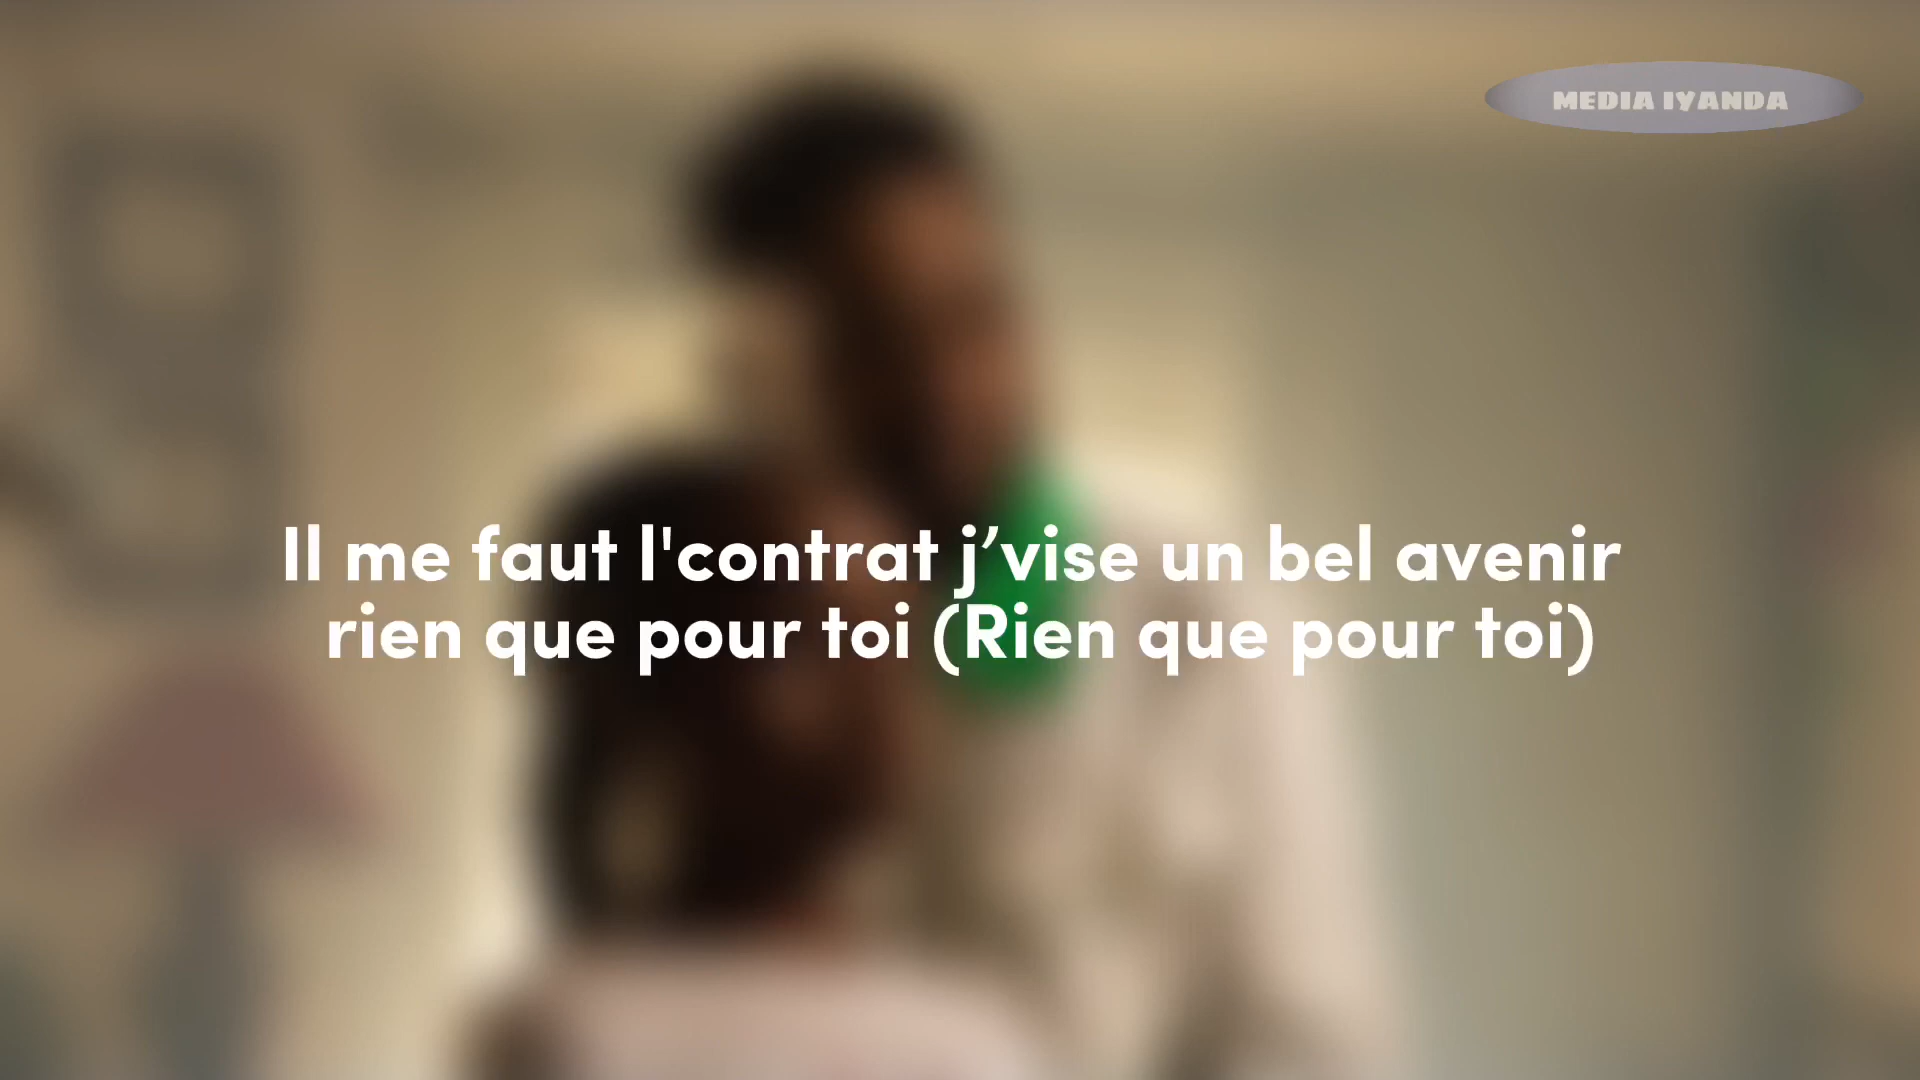 MEDIA IYANDA
Il me faut l'contrat j’vise un bel avenir
rien que pour toi (Rien que pour toi)